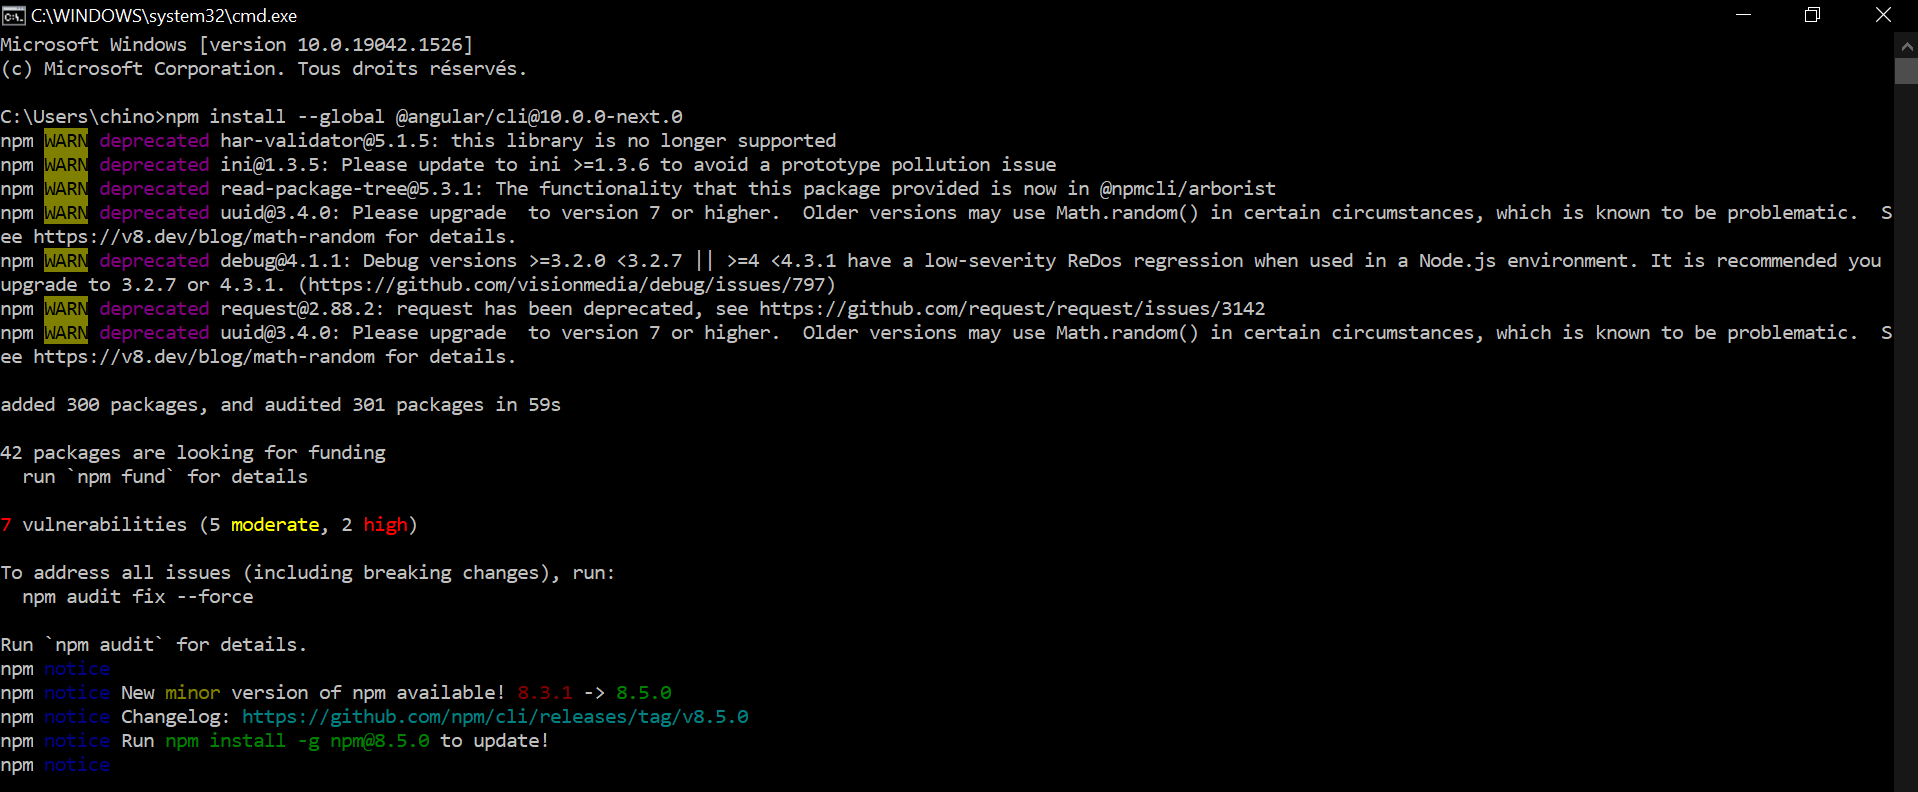 C:\WINDOWS\system32\cmd.exe
Microsoft Windows [version 10.0.19042.1526]
(c) Microsoft Corporation. Tous droits réservés.
C:\Users\chino>npm install --global @angular/cli@10.0.0-next.0
npm WARN deprecated har-validator@5.1.5: this library is no longer supported
npm WARN deprecated ini@1.3.5: Please update to ini >=1.3.6 to avoid a prototype pollution issue
npm WARN deprecated read-package-tree@5.3.1: The functionality that this package provided is now in @npmcli/arborist
npm WARN deprecated uuid@3.4.0: Please upgrade  to version 7 or higher.  Older versions may use Math.random() in certain circumstances, which is known to be problematic.  S
ee https://v8.dev/blog/math-random for details.
npm WARN deprecated debug@4.1.1: Debug versions >=3.2.0 <3.2.7 || >=4 <4.3.1 have a low-severity ReDos regression when used in a Node.js environment. It is recommended you
upgrade to 3.2.7 or 4.3.1. (https://github.com/visionmedia/debug/issues/797)
npm WARN deprecated request@2.88.2: request has been deprecated, see https://github.com/request/request/issues/3142
npm WARN deprecated uuid@3.4.0: Please upgrade  to version 7 or higher.  Older versions may use Math.random() in certain circumstances, which is known to be problematic.  S
ee https://v8.dev/blog/math-random for details.
added 300 packages, and audited 301 packages in 59s
42 packages are looking for funding
  run `npm fund` for details
7 vulnerabilities (5 moderate, 2 high)
To address all issues (including breaking changes), run:
  npm audit fix --force
Run `npm audit` for details.
npm notice
npm notice New minor version of npm available! 8.3.1 -> 8.5.0
npm notice Changelog: https://github.com/npm/cli/releases/tag/v8.5.0
npm notice Run npm install -g npm@8.5.0 to update!
npm notice